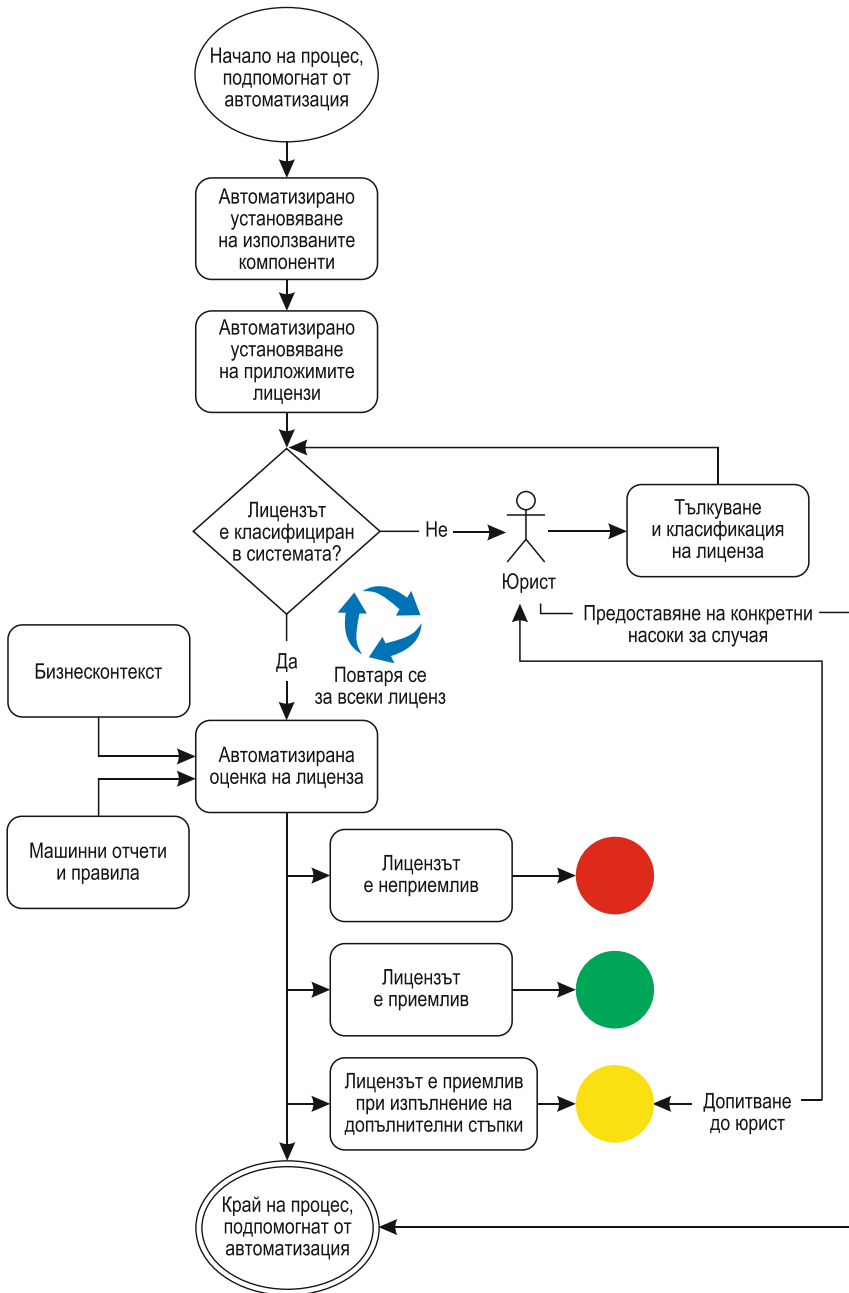 Начало на процес,
подпомогнат от
автоматизация
Автоматизирано
установяване
на използваните
компоненти
Автоматизирано
установяване
на приложимите
лицензи
Лицензът
е класифициран
в системата?
Не
Юрист
Тълкуване
и класификация
на лиценза
Предоставяне на конкретни
насоки за случая
Да
Повтаря се
за всеки лиценз
Бизнесконтекст
Автоматизирана
оценка на лиценза
Машинни отчети
и правила
Лицензът
е неприемлив
Лицензът
е приемлив
Лицензът е приемлив
при изпълнение на
допълнителни стъпки
Допитване
до юрист
Край на процес,
подпомогнат от
автоматизация